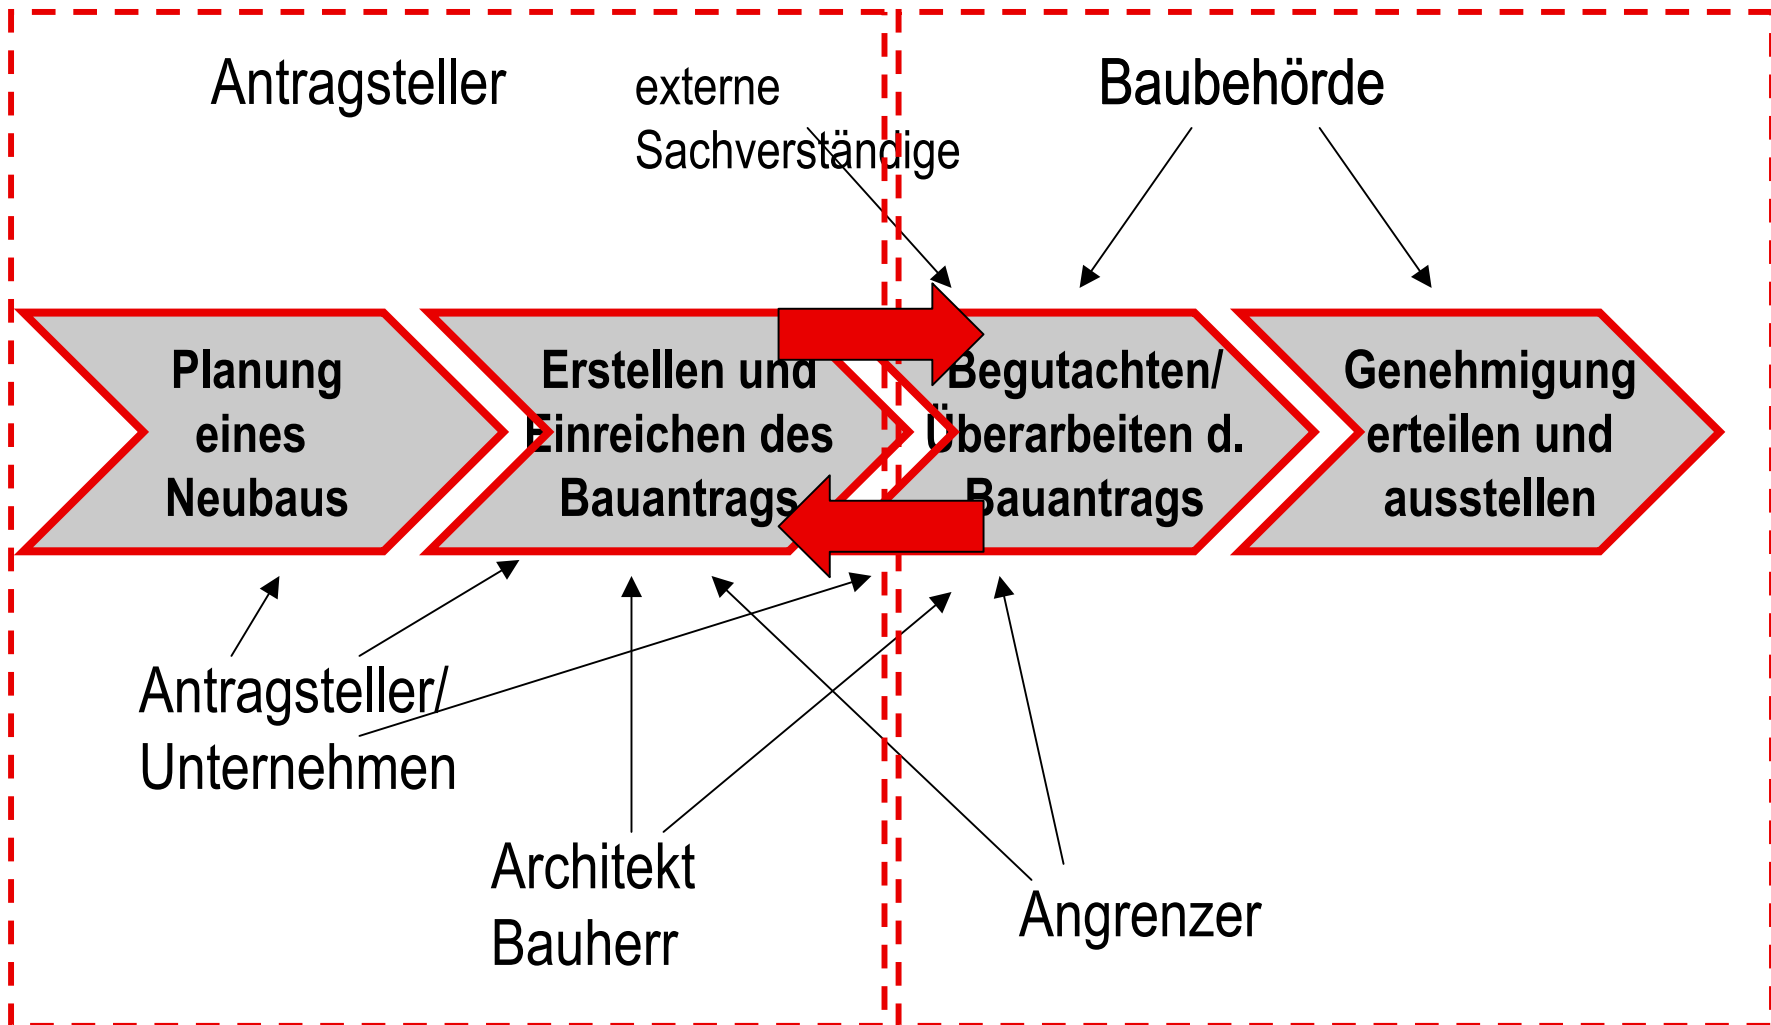 Antragsteller
externe
Sachverständige
Baubehörde
Planung
eines
Neubaus
Erstellen und
Einreichen des
Bauantrags
Begutachten/
Überarbeiten d.
Bauantrags
Genehmigung
erteilen und
ausstellen
Antragsteller/
Unternehmen
Architekt
Bauherr
Angrenzer